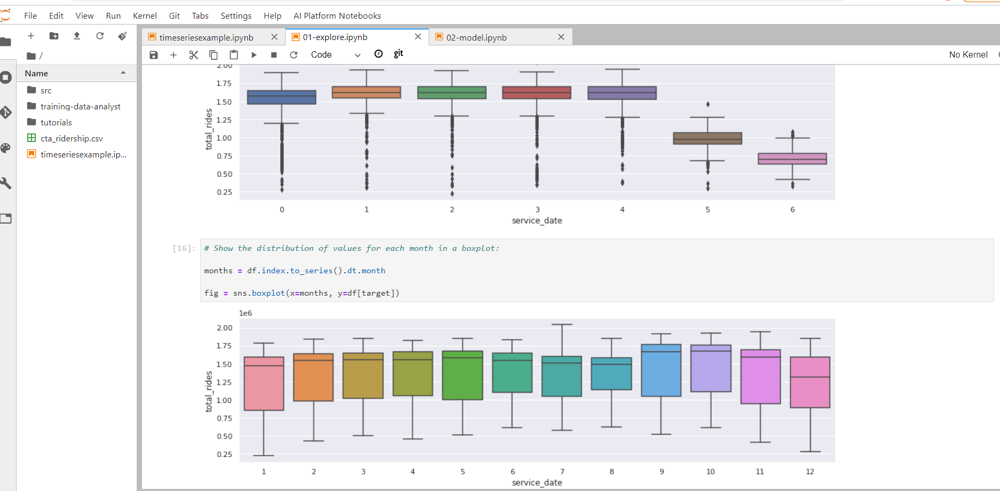 File Edit View Run Kernel Git Tabs Settings Help AI Platform Notebooks
timeseriesexample.ipynb 01-explore.ipynb 02-model.ipynb
Code git No Kernel
/
Name
src
training-data-analyst
tutorials
cta_ridership.csv
timeseriesexample.ip...
2.00
1.75
1.50
1.25
1.00
0.75
0.50
0.25
total_rides
0 1 2 3 4 5 6
service_date
[16]:
# Show the distribution of values for each month in a boxplot:
months = df.index.to_series().dt.month
fig = sns.boxplot(x=months, y=df[target])
1e6
2.00
1.75
1.50
1.25
1.00
0.75
0.50
0.25
total_rides
1 2 3 4 5 6 7 8 9 10 11 12
service_date